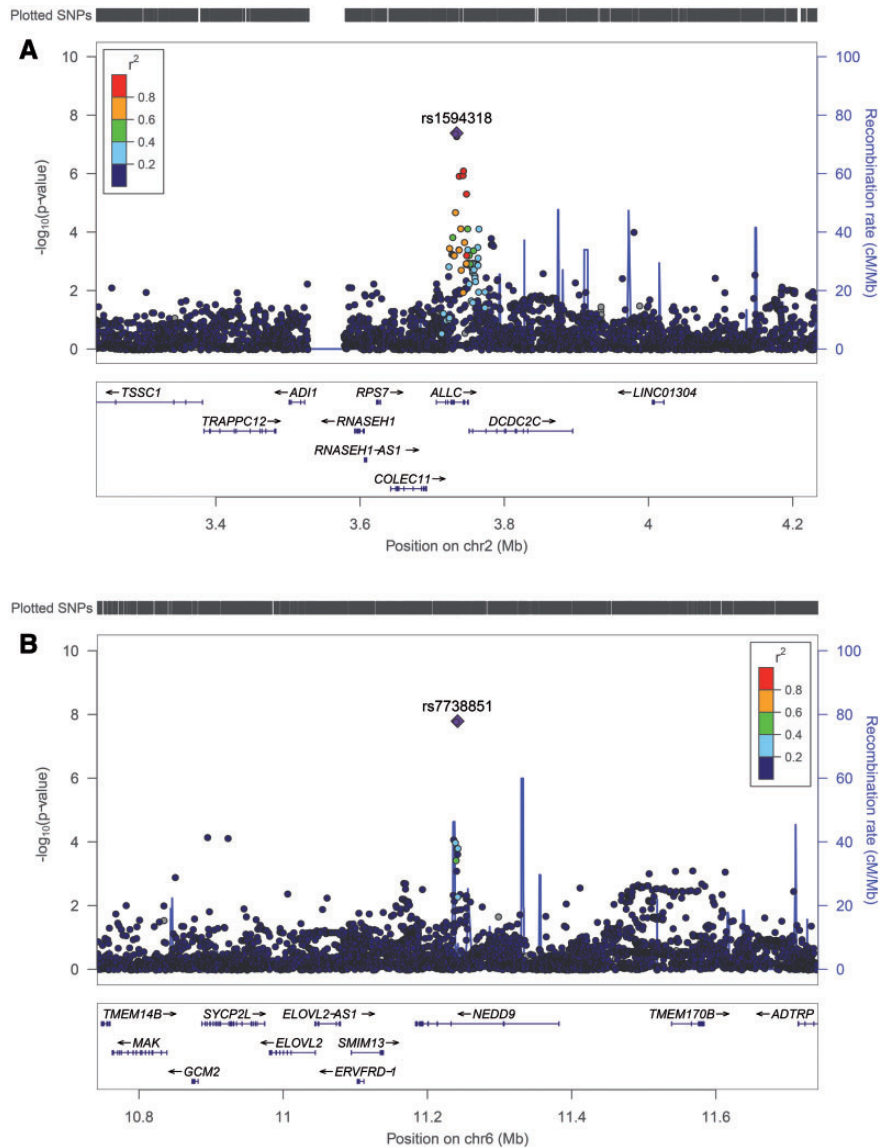 Plotted SNPs
A
10
8
6
4
2
0
-log10(p-value)
r2
0.8
0.6
0.4
0.2
rs1594318
100
80
60
40
20
0
Recombination rate (cM/Mb)
←TSSC1 ←ADI1 RPS7→ ALLC→ ←LINC01304
TRAPPC12→ ←RNASEH1 DCDC2C→
RNASEH1-AS1→
COLEC11→
3.4 3.6 3.8 4 4.2
Position on chr2 (Mb)
Plotted SNPs
B
10
8
6
4
2
0
-log10(p-value)
rs7738851
r2
0.8
0.6
0.4
0.2
100
80
60
40
20
0
Recombination rate (cM/Mb)
TMEM14B→ SYCP2L→ ELOVL2-AS1→ ←NEDD9 TMEM170B→ ←ADTRP
←MAK ←ELOVL2 SMIM13→
←GCM2 ←ERVFRD-1
10.8 11 11.2 11.4 11.6
Position on chr6 (Mb)